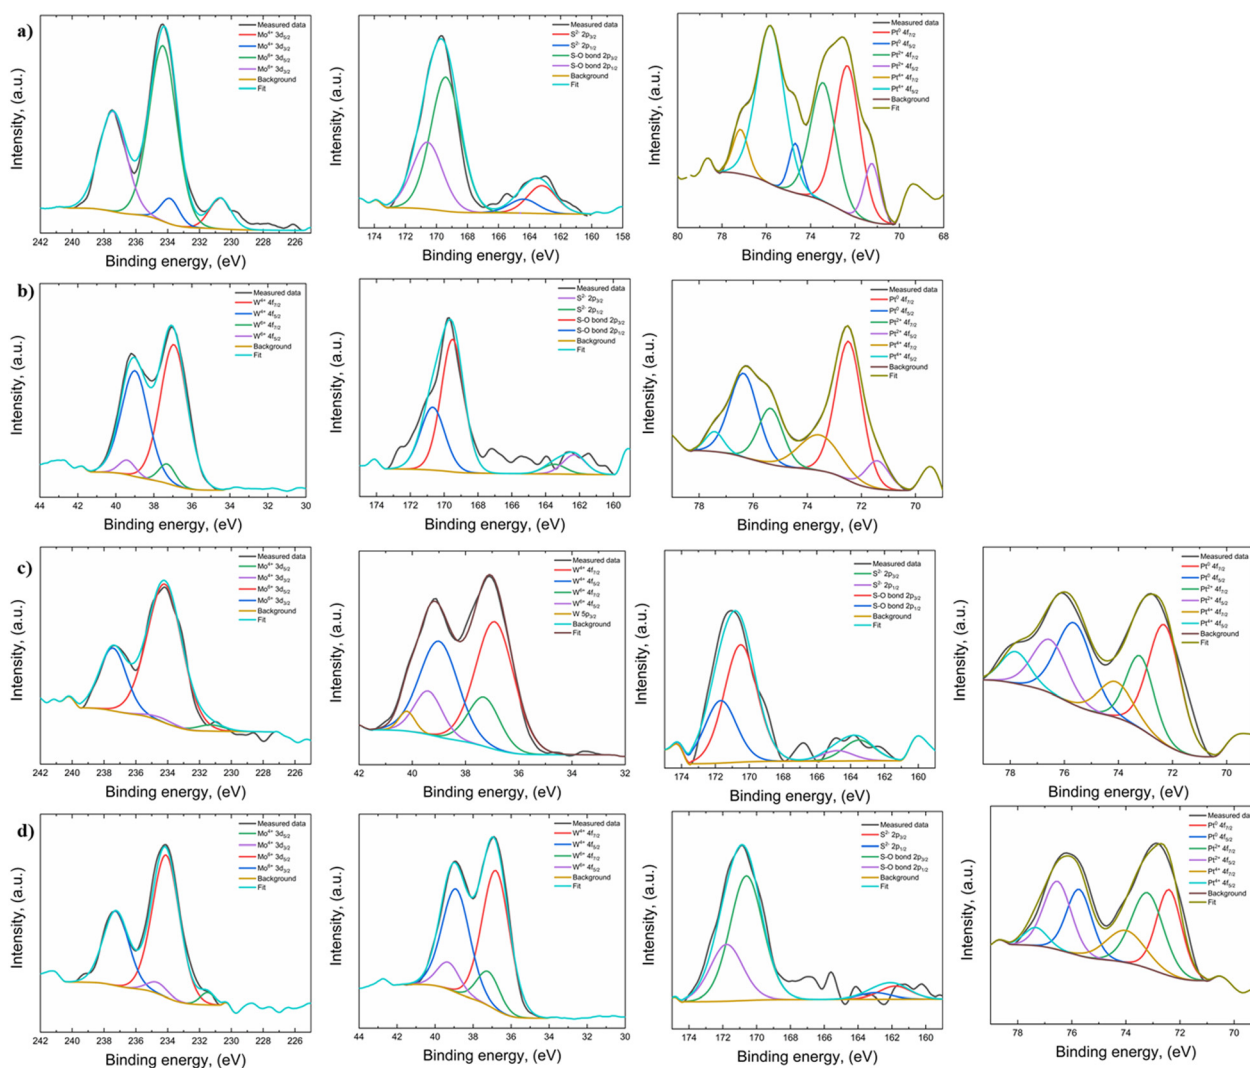 a)
Intensity, (a.u.)
Measured data
Mo⁴⁺ 3d₅/₂
Mo⁴⁺ 3d₃/₂
Mo⁶⁺ 3d₅/₂
Mo⁶⁺ 3d₃/₂
Background
Fit
242 240 238 236 234 232 230 228 226
Binding energy, (eV)
Intensity, (a.u.)
Measured data
S²⁻ 2p₃/₂
S²⁻ 2p₁/₂
S-O bond 2p₃/₂
S-O bond 2p₁/₂
Background
Fit
174 172 170 168 166 164 162 160 158
Binding energy, (eV)
Intensity, (a.u.)
Measured data
Pt⁰ 4f₇/₂
Pt⁰ 4f₅/₂
Pt²⁺ 4f₇/₂
Pt²⁺ 4f₅/₂
Pt⁴⁺ 4f₇/₂
Pt⁴⁺ 4f₅/₂
Background
Fit
80 78 76 74 72 70 68
Binding energy, (eV)
b)
Intensity, (a.u.)
Measured data
W⁴⁺ 4f₇/₂
W⁴⁺ 4f₅/₂
W⁶⁺ 4f₇/₂
W⁶⁺ 4f₅/₂
Background
Fit
44 42 40 38 36 34 32 30
Binding energy, (eV)
Intensity, (a.u.)
Measured data
S²⁻ 2p₃/₂
S²⁻ 2p₁/₂
S-O bond 2p₃/₂
S-O bond 2p₁/₂
Background
Fit
174 172 170 168 166 164 162 160
Binding energy, (eV)
Intensity, (a.u.)
Measured data
Pt⁰ 4f₇/₂
Pt⁰ 4f₅/₂
Pt²⁺ 4f₇/₂
Pt²⁺ 4f₅/₂
Pt⁴⁺ 4f₇/₂
Pt⁴⁺ 4f₅/₂
Background
Fit
78 76 74 72 70
Binding energy, (eV)
c)
Intensity, (a.u.)
Measured data
Mo⁴⁺ 3d₅/₂
Mo⁴⁺ 3d₃/₂
Mo⁶⁺ 3d₅/₂
Mo⁶⁺ 3d₃/₂
Background
Fit
242 240 238 236 234 232 230 228 226
Binding energy, (eV)
Intensity, (a.u.)
Measured data
W⁴⁺ 4f₇/₂
W⁴⁺ 4f₅/₂
W⁶⁺ 4f₇/₂
W⁶⁺ 4f₅/₂
W 5p₃/₂
Background
Fit
42 40 38 36 34 32
Binding energy, (eV)
Intensity, (a.u.)
Measured data
S²⁻ 2p₃/₂
S²⁻ 2p₁/₂
S-O bond 2p₃/₂
S-O bond 2p₁/₂
Background
Fit
174 172 170 168 166 164 162 160
Binding energy, (eV)
Intensity, (a.u.)
Measured data
Pt⁰ 4f₇/₂
Pt⁰ 4f₅/₂
Pt²⁺ 4f₇/₂
Pt²⁺ 4f₅/₂
Pt⁴⁺ 4f₇/₂
Pt⁴⁺ 4f₅/₂
Background
Fit
78 76 74 72 70
Binding energy, (eV)
d)
Intensity, (a.u.)
Measured data
Mo⁴⁺ 3d₅/₂
Mo⁴⁺ 3d₃/₂
Mo⁶⁺ 3d₅/₂
Mo⁶⁺ 3d₃/₂
Background
Fit
242 240 238 236 234 232 230 228 226
Binding energy, (eV)
Intensity, (a.u.)
Measured data
W⁴⁺ 4f₇/₂
W⁴⁺ 4f₅/₂
W⁶⁺ 4f₇/₂
W⁶⁺ 4f₅/₂
Background
Fit
44 42 40 38 36 34 32 30
Binding energy, (eV)
Intensity, (a.u.)
Measured data
S²⁻ 2p₃/₂
S²⁻ 2p₁/₂
S-O bond 2p₃/₂
S-O bond 2p₁/₂
Background
Fit
174 172 170 168 166 164 162 160
Binding energy, (eV)
Intensity, (a.u.)
Measured data
Pt⁰ 4f₇/₂
Pt⁰ 4f₅/₂
Pt²⁺ 4f₇/₂
Pt²⁺ 4f₅/₂
Pt⁴⁺ 4f₇/₂
Pt⁴⁺ 4f₅/₂
Background
Fit
78 76 74 72 70
Binding energy, (eV)